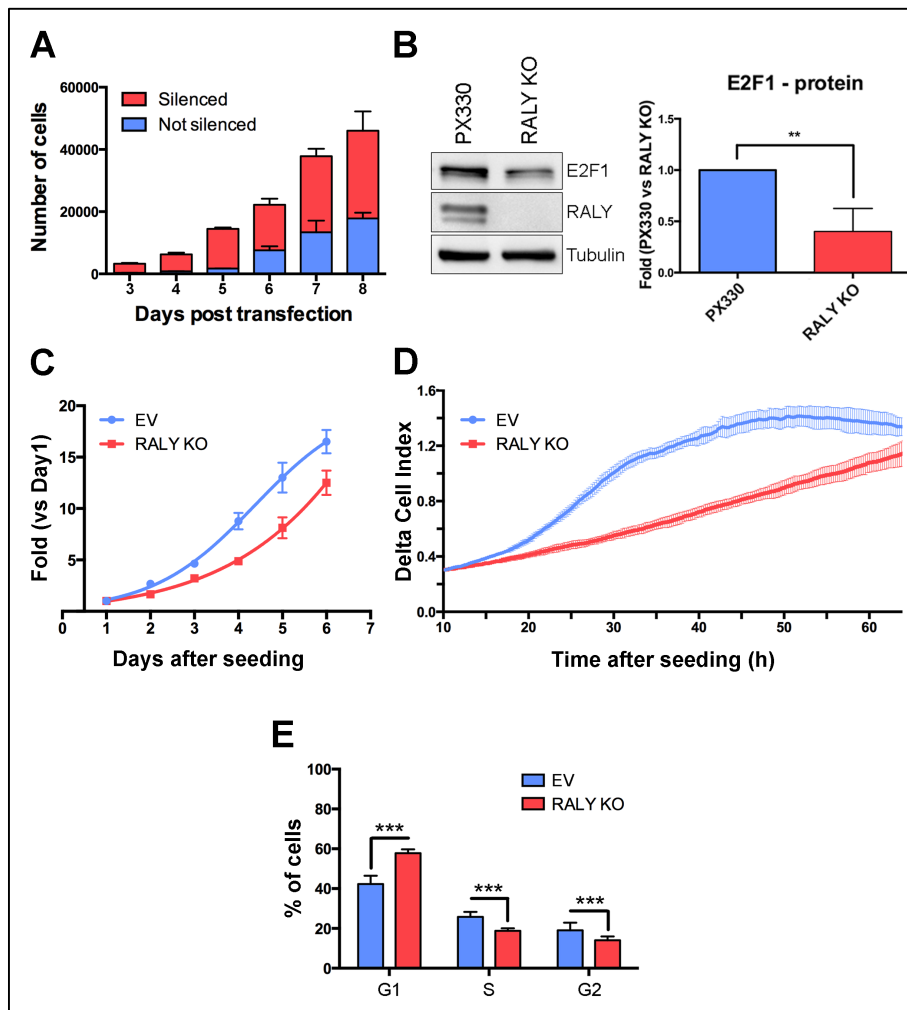 A
Number of cells
60000
40000
20000
0
Silenced
Not silenced
3 4 5 6 7 8
Days post transfection
B
PX330
RALY KO
E2F1
RALY
Tubulin
E2F1 - protein
Fold (PX330 vs RALY KO)
1.5
1.0
0.5
0.0
**
PX330
RALY KO
C
EV
RALY KO
Fold (vs Day1)
20
15
10
5
0 1 2 3 4 5 6 7
Days after seeding
D
EV
RALY KO
Delta Cell Index
1.6
1.2
0.8
0.4
0.0
10 20 30 40 50 60
Time after seeding (h)
E
EV
RALY KO
% of cells
100
80
60
40
20
0
***
***
***
G1 S G2